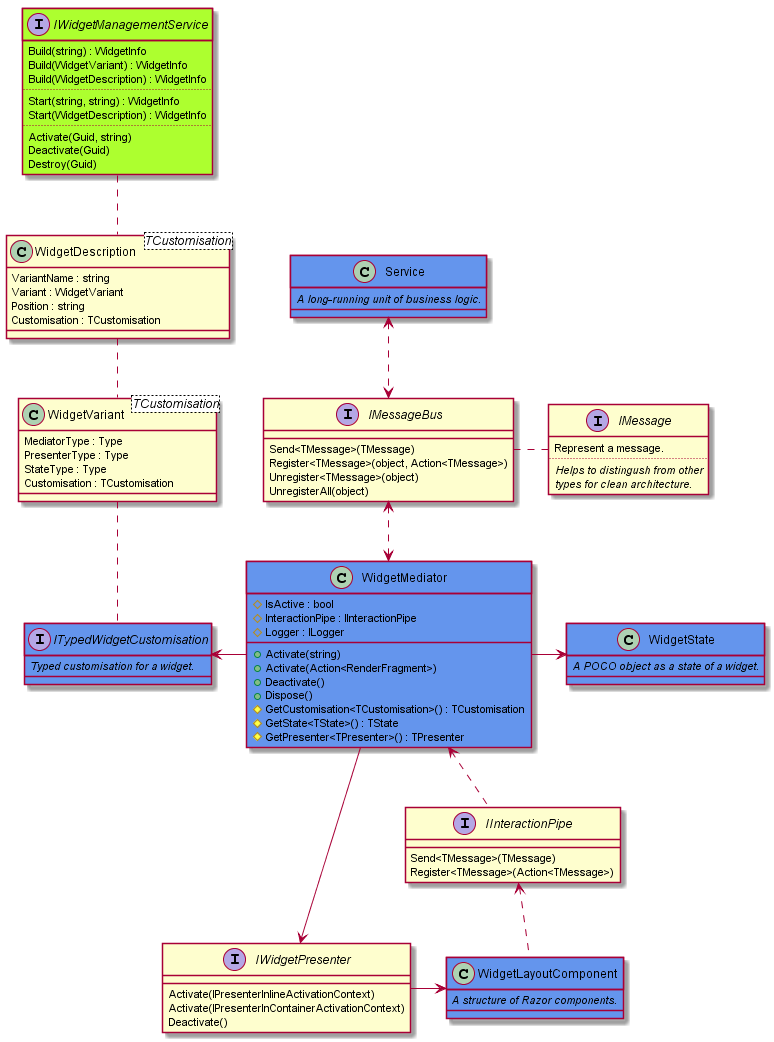 I IWidgetManagementService
Build(string) : WidgetInfo
Build(WidgetVariant) : WidgetInfo
Build(WidgetDescription) : WidgetInfo
Start(string, string) : WidgetInfo
Start(WidgetDescription) : WidgetInfo
Activate(Guid, string)
Deactivate(Guid)
Destroy(Guid)
TCustomisation
C WidgetDescription
VariantName : string
Variant : WidgetVariant
Position : string
Customisation : TCustomisation
C Service
A long-running unit of business logic.
TCustomisation
C WidgetVariant
MediatorType : Type
PresenterType : Type
StateType : Type
Customisation : TCustomisation
I IMessageBus
Send<TMessage>(TMessage)
Register<TMessage>(object, Action<TMessage>)
Unregister<TMessage>(object)
UnregisterAll(object)
I IMessage
Represent a message.
Helps to distingush from other
types for clean architecture.
C WidgetMediator
IsActive : bool
InteractionPipe : IInteractionPipe
Logger : ILogger
Activate(string)
Activate(Action<RenderFragment>)
Deactivate()
Dispose()
GetCustomisation<TCustomisation>() : TCustomisation
GetState<TState>() : TState
GetPresenter<TPresenter>() : TPresenter
I ITypedWidgetCustomisation
Typed customisation for a widget.
C WidgetState
A POCO object as a state of a widget.
I IInteractionPipe
Send<TMessage>(TMessage)
Register<TMessage>(Action<TMessage>)
I IWidgetPresenter
Activate(IPresenterInlineActivationContext)
Activate(IPresenterInContainerActivationContext)
Deactivate()
C WidgetLayoutComponent
A structure of Razor components.